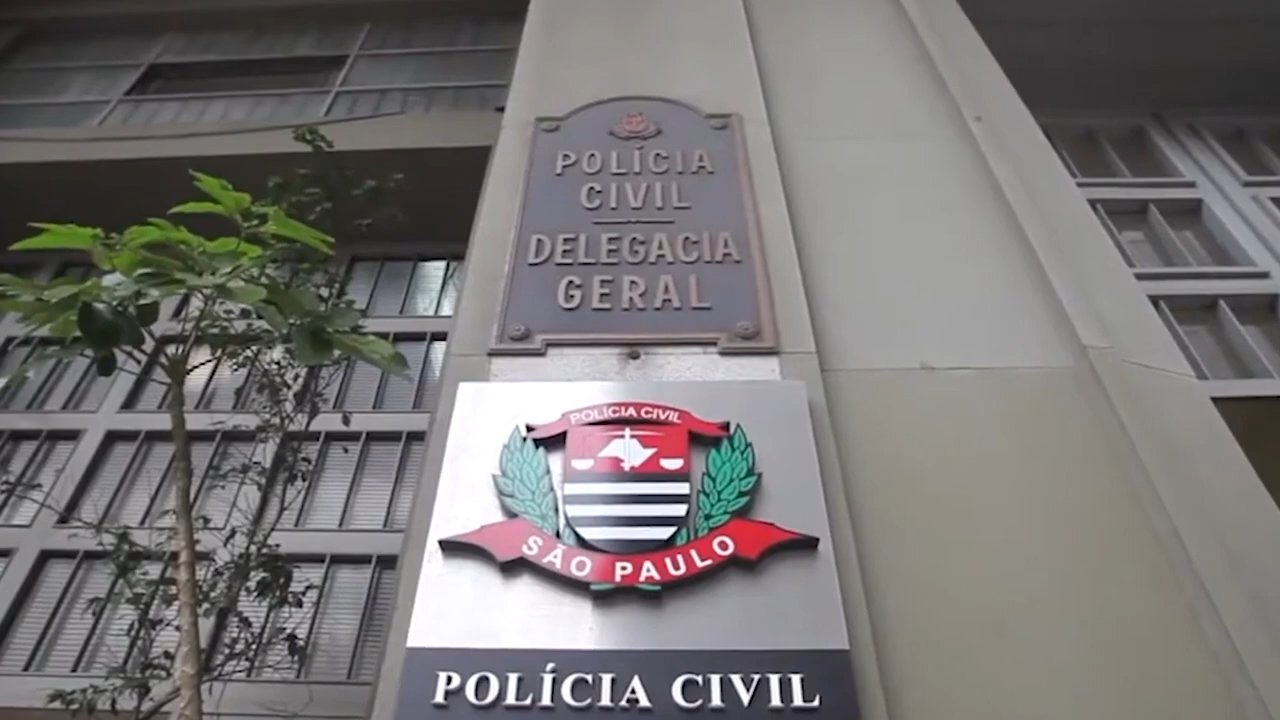 POLÍCIA
CIVIL
DELEGACIA
GERAL
POLÍCIA CIVIL
SÃO PAULO
POLÍCIA CIVIL